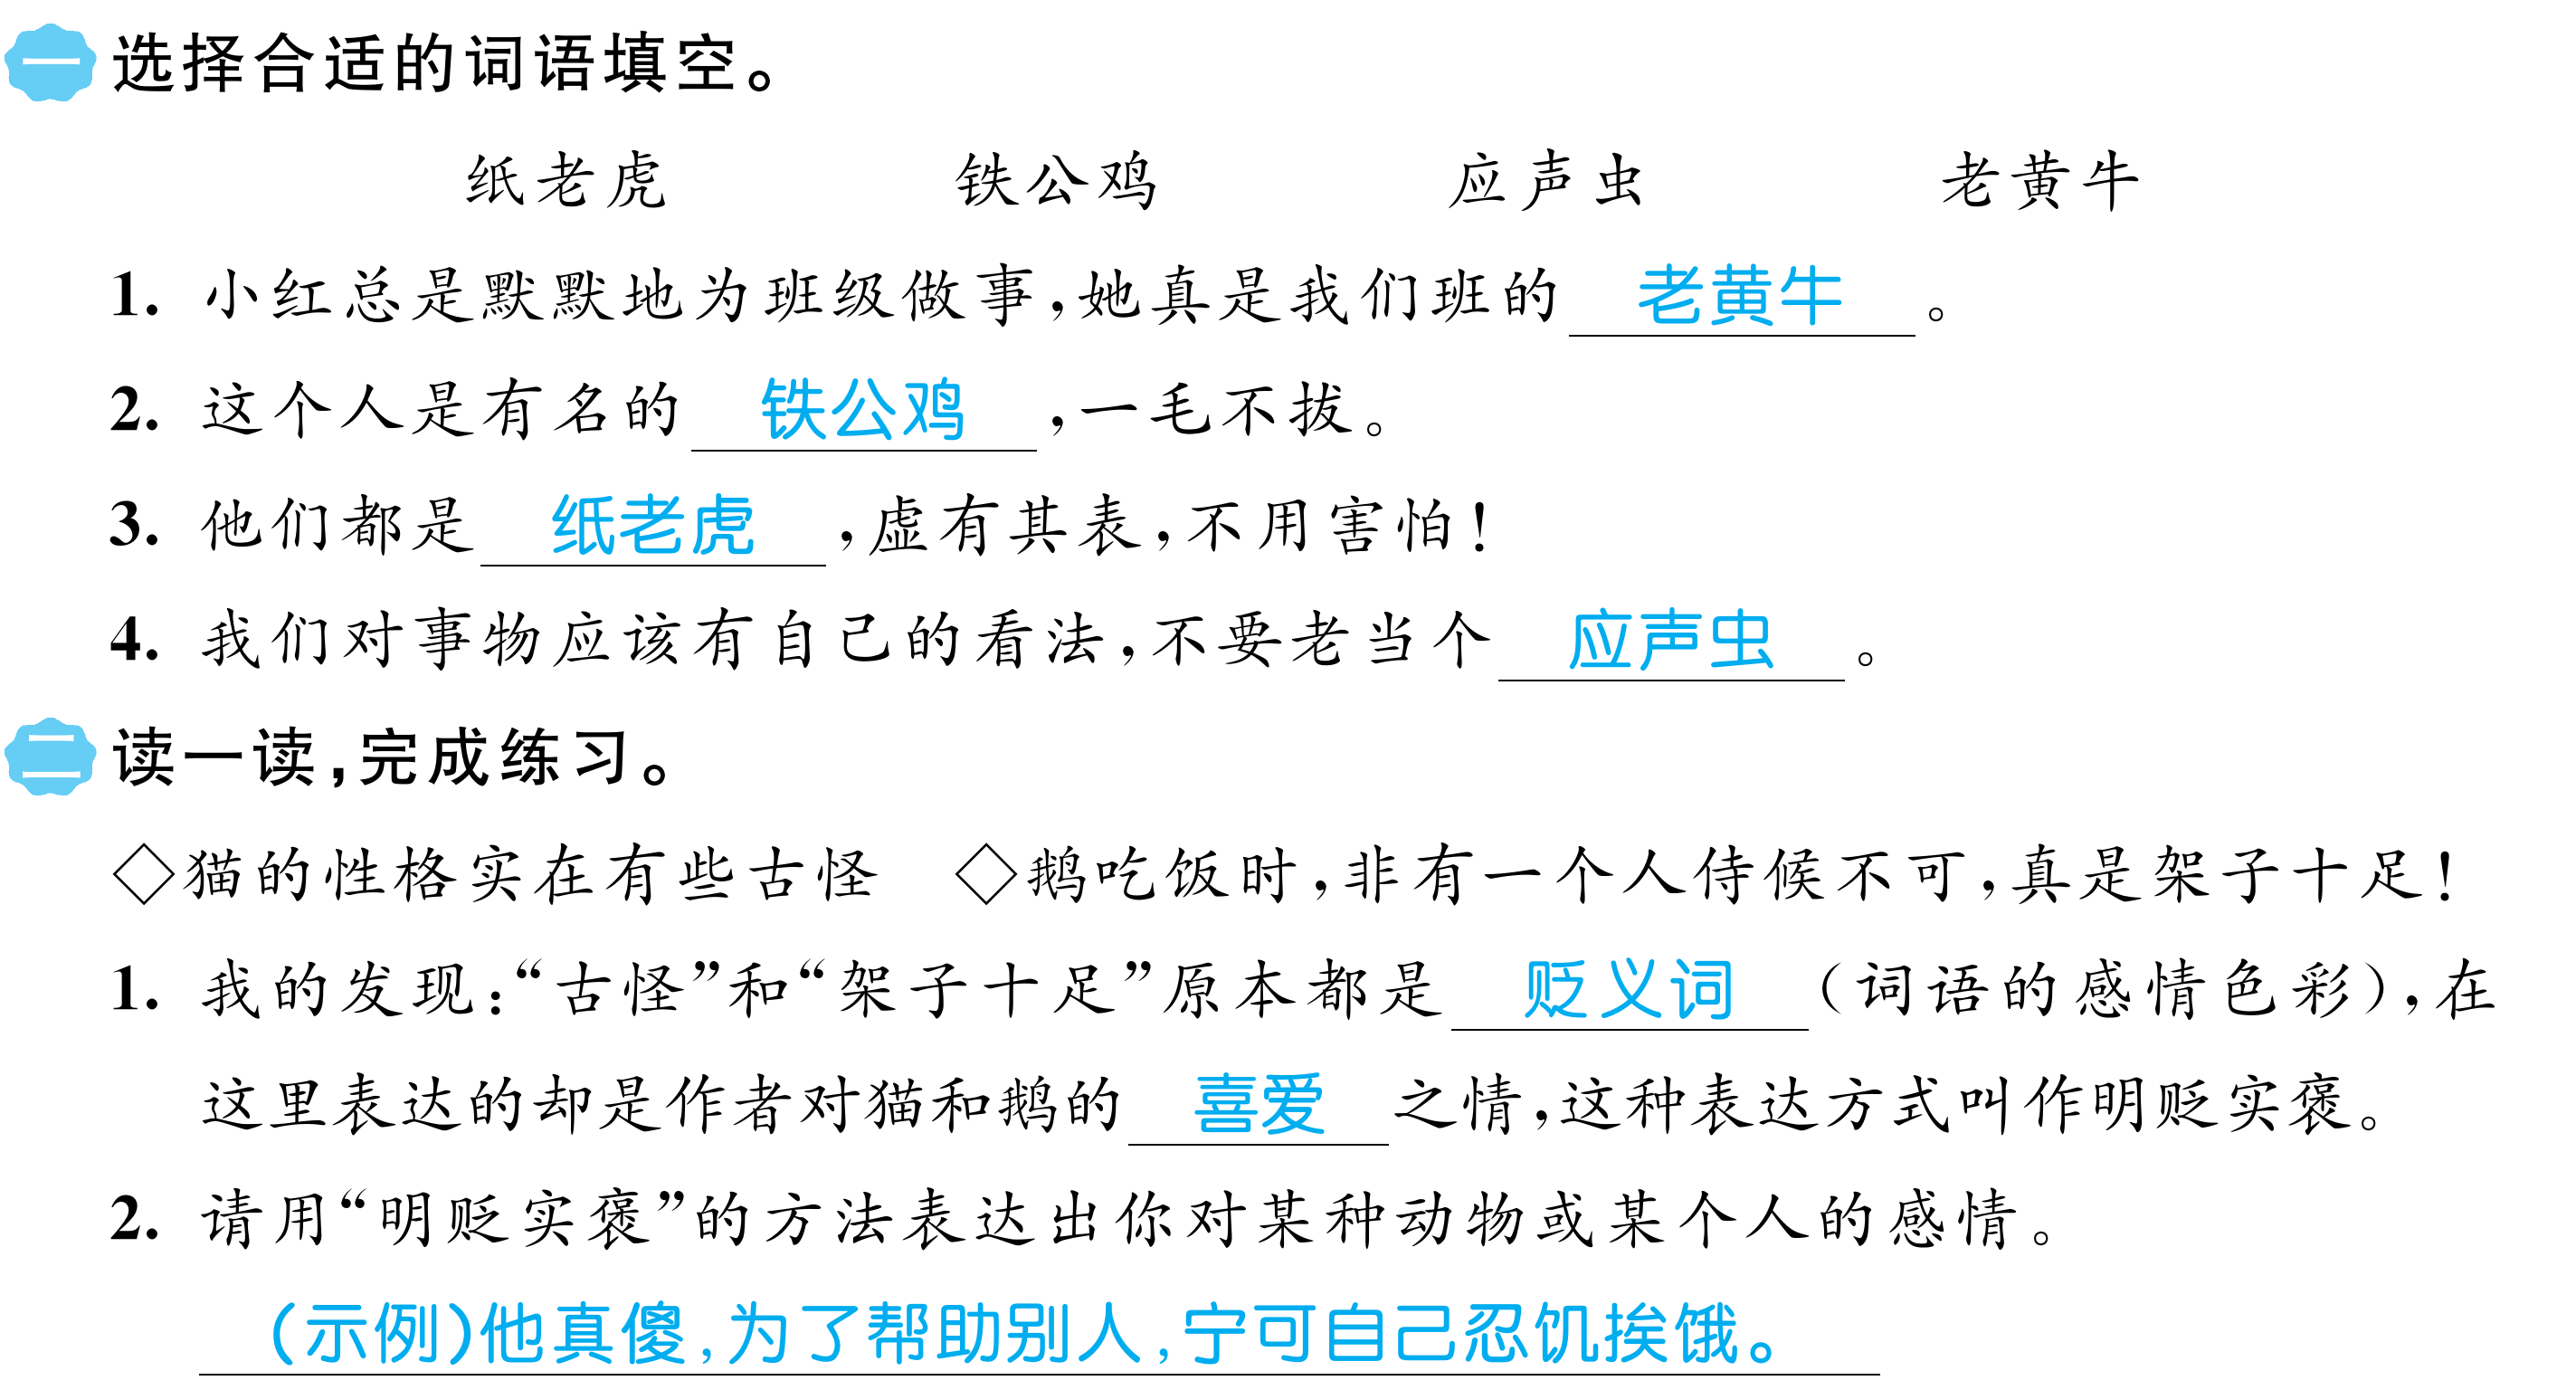 一 选择合适的词语填空。
纸老虎 铁公鸡 应声虫 老黄牛
1. 小红总是默默地为班级做事,她真是我们班的 老黄牛 。
2. 这个人是有名的 铁公鸡 ,一毛不拔。
3. 他们都是 纸老虎 ,虚有其表,不用害怕!
4. 我们对事物应该有自己的看法,不要老当个 应声虫 。
二 读一读,完成练习。
◇猫的性格实在有些古怪 ◇鹅吃饭时,非有一个人侍候不可,真是架子十足!
1. 我的发现:“古怪”和“架子十足”原本都是 贬义词 (词语的感情色彩),在
这里表达的却是作者对猫和鹅的 喜爱 之情,这种表达方式叫作明贬实褒。
2. 请用“明贬实褒”的方法表达出你对某种动物或某个人的感情。
(示例)他真傻,为了帮助别人,宁可自己忍饥挨饿。